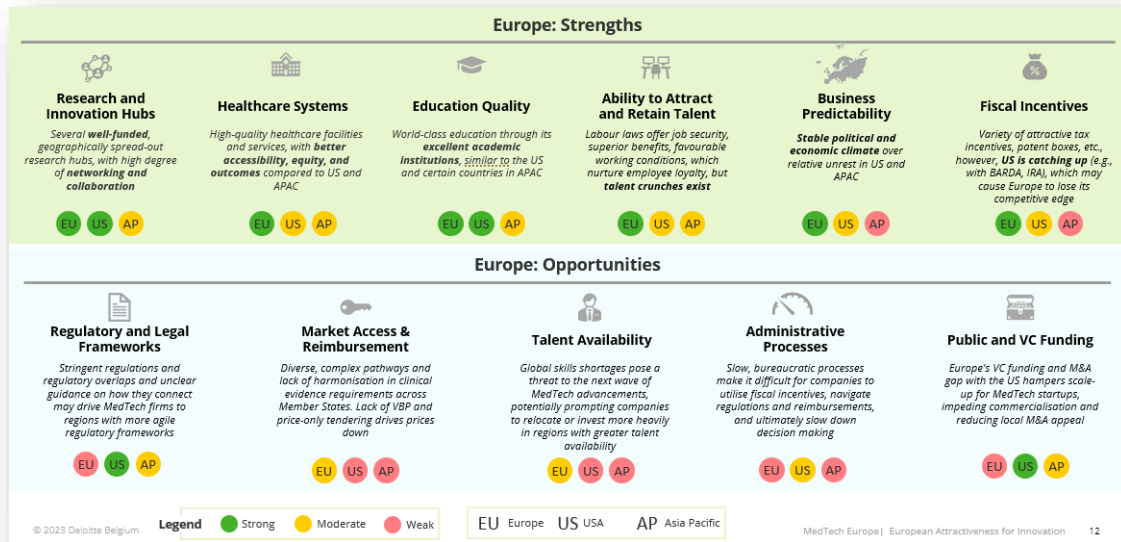 Europe: Strengths
Research and
Innovation Hubs
Several well-funded,
geographically spread-out
research hubs, with high degree
of networking and
collaboration
EU US AP
Healthcare Systems
High-quality healthcare facilities
and services, with better
accessibility, equity, and
outcomes compared to US and
APAC
EU US AP
Education Quality
World-class education through its
excellent academic
institutions, similar to the US
and certain countries in APAC
EU US AP
Ability to Attract
and Retain Talent
Labour laws offer job security,
superior benefits, favourable
working conditions, which
nurture employee loyalty, but
talent crunches exist
EU US AP
Business
Predictability
Stable political and
economic climate over
relative unrest in US and
APAC
EU US AP
%
Fiscal Incentives
Variety of attractive tax
incentives, patent boxes, etc.,
however, US is catching up (e.g.,
with BARDA, IRA), which may
cause Europe to lose its
competitive edge
EU US AP
Europe: Opportunities
Regulatory and Legal
Frameworks
Stringent regulations and
regulatory overlaps and unclear
guidance on how they connect
may drive MedTech firms to
regions with more agile
regulatory frameworks
EU US AP
Market Access &
Reimbursement
Diverse, complex pathways and
lack of harmonisation in clinical
evidence requirements across
Member States. Lack of VBP and
price-only tendering drives prices
down
EU US AP
Talent Availability
Global skills shortages pose a
threat to the next wave of
MedTech advancements,
potentially prompting companies
to relocate or invest more heavily
in regions with greater talent
availability
EU US AP
Administrative
Processes
Slow, bureaucratic processes
make it difficult for companies to
utilise fiscal incentives, navigate
regulations and reimbursements,
and ultimately slow down
decision making
EU US AP
Public and VC Funding
Europe's VC funding and M&A
gap with the US hampers scale-
up for MedTech startups,
impeding commercialisation and
reducing local M&A appeal
EU US AP
© 2023 Deloitte Belgium
Legend Strong Moderate Weak
EU Europe US USA AP Asia Pacific
MedTech Europe| European Attractiveness for Innovation 12